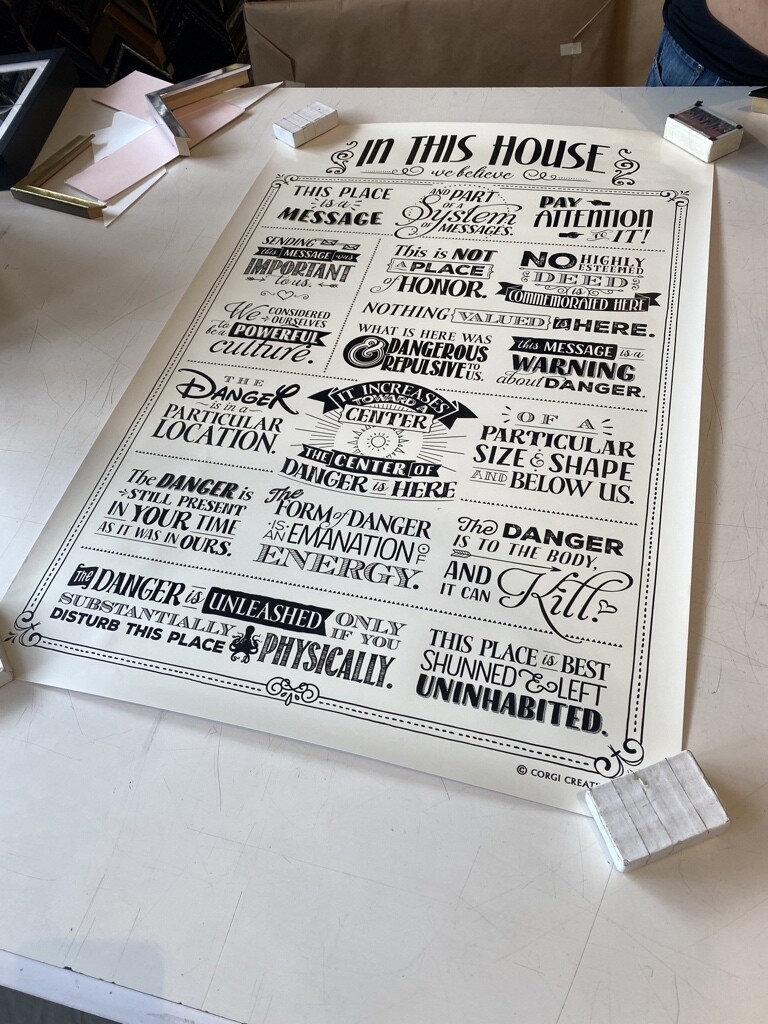 IN THIS HOUSE
we believe
THIS PLACE
is a
MESSAGE
AND PART
OF A
System
OF MESSAGES.
PAY
ATTENTION
TO IT!
SENDING
this MESSAGE was
IMPORTANT
to us.
We CONSIDERED
OURSELVES
to be a POWERFUL
culture.
This is NOT
A PLACE
of HONOR.
NO HIGHLY
ESTEEMED
DEED
is
COMMEMORATED HERE
NOTHING VALUED is HERE.
WHAT IS HERE WAS
DANGEROUS
& REPULSIVE TO US.
this MESSAGE is a
WARNING
about DANGER.
THE
DANGER
is in a
PARTICULAR
LOCATION.
IT INCREASES
TOWARD A
CENTER
THE CENTER OF
DANGER is HERE
OF A
PARTICULAR
SIZE & SHAPE
AND BELOW US.
The DANGER is
STILL PRESENT
IN YOUR TIME
AS IT WAS IN OURS.
The
FORM of DANGER
IS AN EMANATION OF
ENERGY.
The DANGER
IS TO THE BODY,
AND
IT CAN Kill!
The DANGER is UNLEASHED ONLY
SUBSTANTIALLY IF YOU
DISTURB THIS PLACE PHYSICALLY.
THIS PLACE is BEST
SHUNNED & LEFT
UNINHABITED.
© CORGI